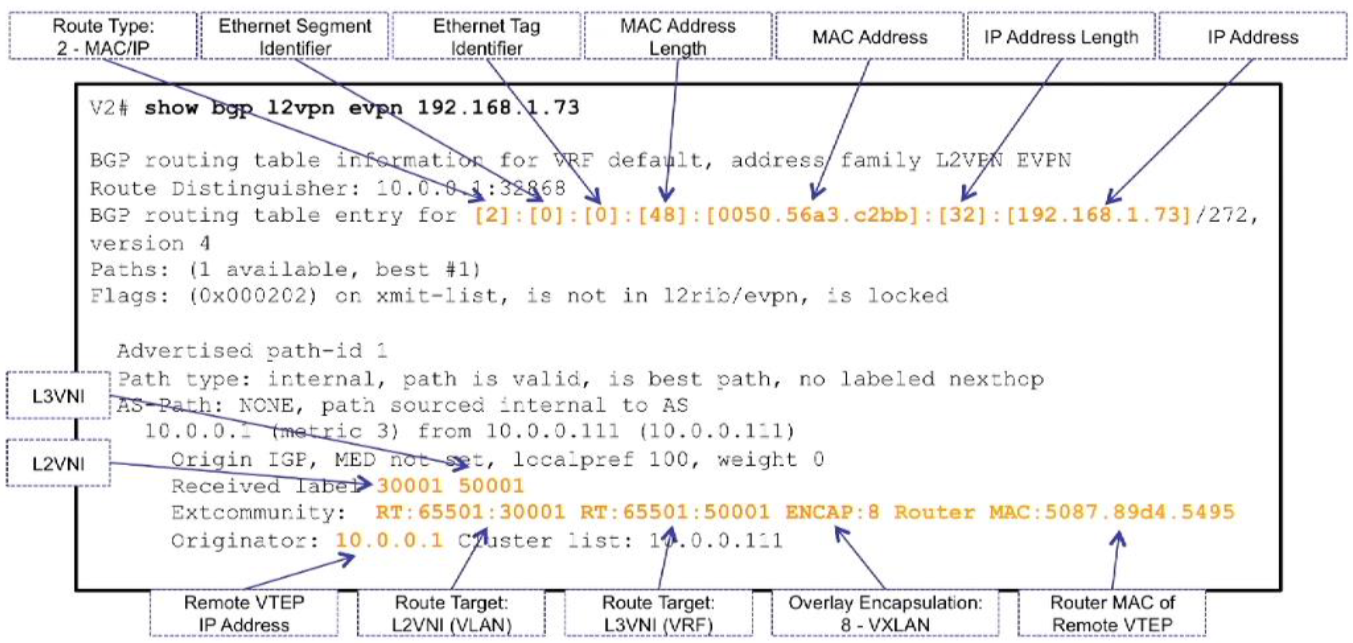 Route Type:
2 - MAC/IP
Ethernet Segment
Identifier
Ethernet Tag
Identifier
MAC Address
Length
MAC Address
IP Address Length
IP Address
V2# show bgp l2vpn evpn 192.168.1.73
BGP routing table information for VRF default, address family L2VPN EVPN
Route Distinguisher: 10.0.0.1:32868
BGP routing table entry for [2]:[0]:[0]:[48]:[0050.56a3.c2bb]:[32]:[192.168.1.73]/272,
version 4
Paths: (1 available, best #1)
Flags: (0x000202) on xmit-list, is not in l2rib/evpn, is locked
Advertised path-id 1
Path type: internal, path is valid, is best path, no labeled nexthop
AS-Path: NONE, path sourced internal to AS
10.0.0.1 (metric 3) from 10.0.0.111 (10.0.0.111)
Origin IGP, MED not set, localpref 100, weight 0
Received label 30001 50001
Extcommunity: RT:65501:30001 RT:65501:50001 ENCAP:8 Router MAC:5087.89d4.5495
Originator: 10.0.0.1 Cluster list: 10.0.0.111
L3VNI
L2VNI
Remote VTEP
IP Address
Route Target:
L2VNI (VLAN)
Route Target:
L3VNI (VRF)
Overlay Encapsulation:
8 - VXLAN
Router MAC of
Remote VTEP